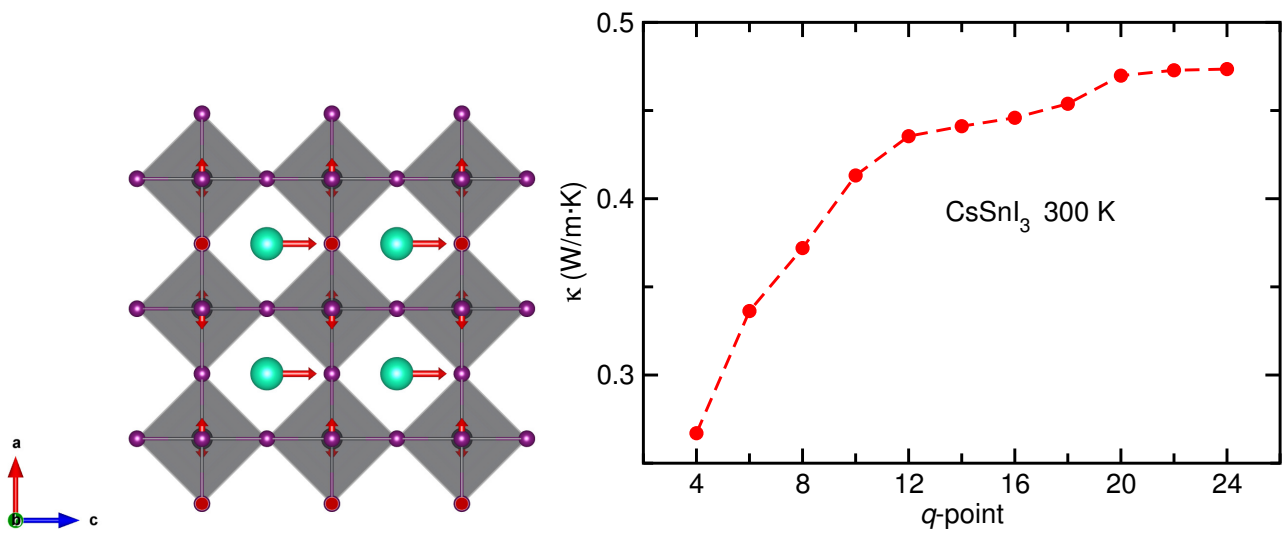 a
b
c
0.5
0.4
0.3
κ (W/m·K)
CsSnI₃ 300 K
4 8 12 16 20 24
q-point